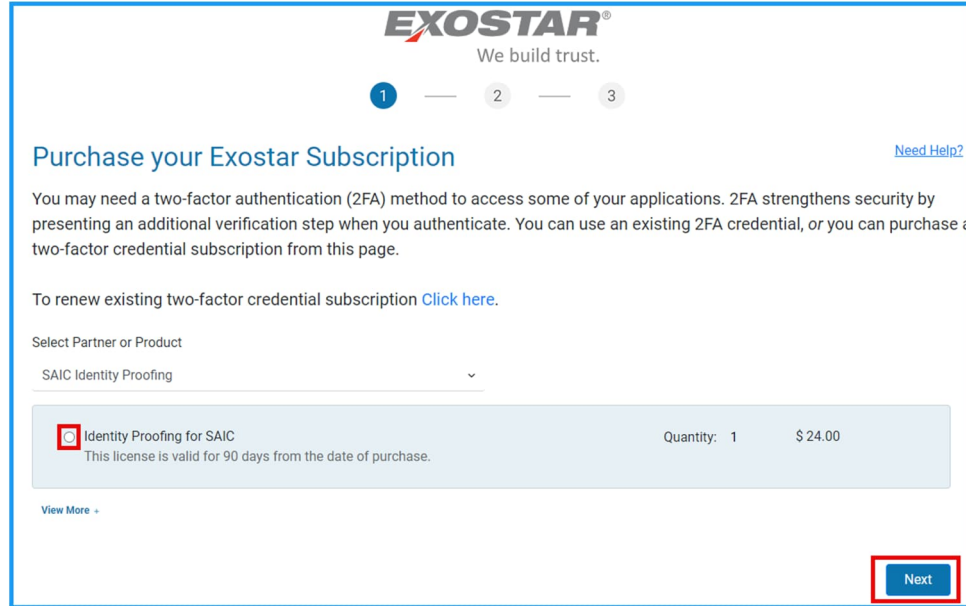 EXOSTAR®
We build trust.
1
2
3
Purchase your Exostar Subscription
Need Help?
You may need a two-factor authentication (2FA) method to access some of your applications. 2FA strengthens security by
presenting an additional verification step when you authenticate. You can use an existing 2FA credential, or you can purchase a
two-factor credential subscription from this page.
To renew existing two-factor credential subscription Click here.
Select Partner or Product
SAIC Identity Proofing
Identity Proofing for SAIC
Quantity: 1
$ 24.00
This license is valid for 90 days from the date of purchase.
View More +
Next